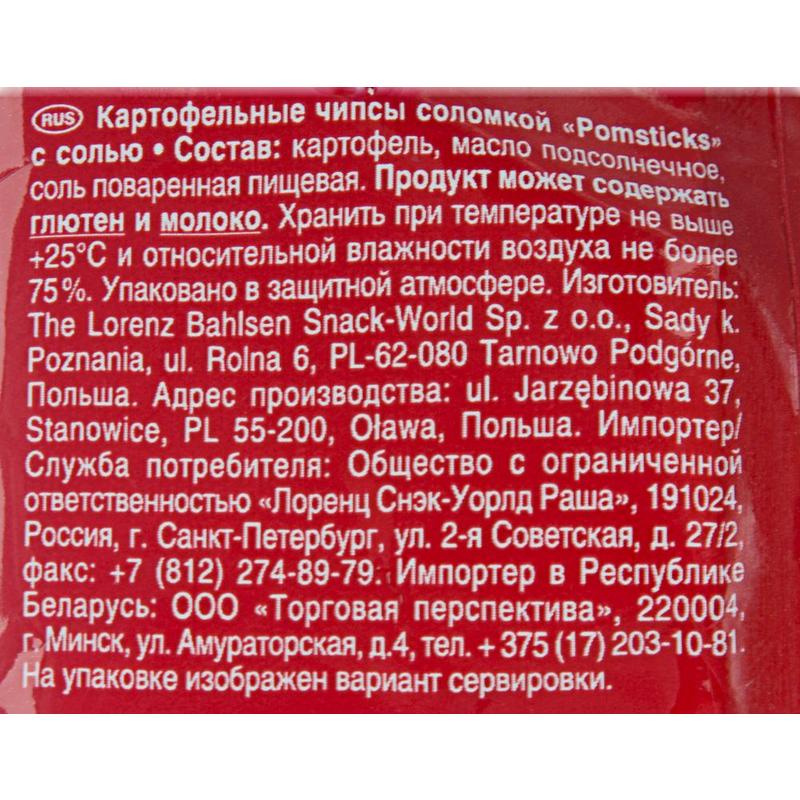 RUS Картофельные чипсы соломкой «Pomsticks»
с солью • Состав: картофель, масло подсолнечное,
соль поваренная пищевая. Продукт может содержать
глютен и молоко. Хранить при температуре не выше
+25°C и относительной влажности воздуха не более
75%. Упаковано в защитной атмосфере. Изготовитель:
The Lorenz Bahlsen Snack-World Sp. z o.o., Sady k.
Poznania, ul. Rolna 6, PL-62-080 Tarnowo Podgórne,
Польша. Адрес производства: ul. Jarzębinowa 37,
Stanowice, PL 55-200, Oława, Польша. Импортер/
Служба потребителя: Общество с ограниченной
ответственностью «Лоренц Снэк-Уорлд Раша», 191024,
Россия, г. Санкт-Петербург, ул. 2-я Советская, д. 27/2,
факс: +7 (812) 274-89-79. Импортер в Республике
Беларусь: ООО «Торговая перспектива», 220004,
г. Минск, ул. Амураторская, д.4, тел. + 375 (17) 203-10-81.
На упаковке изображен вариант сервировки.